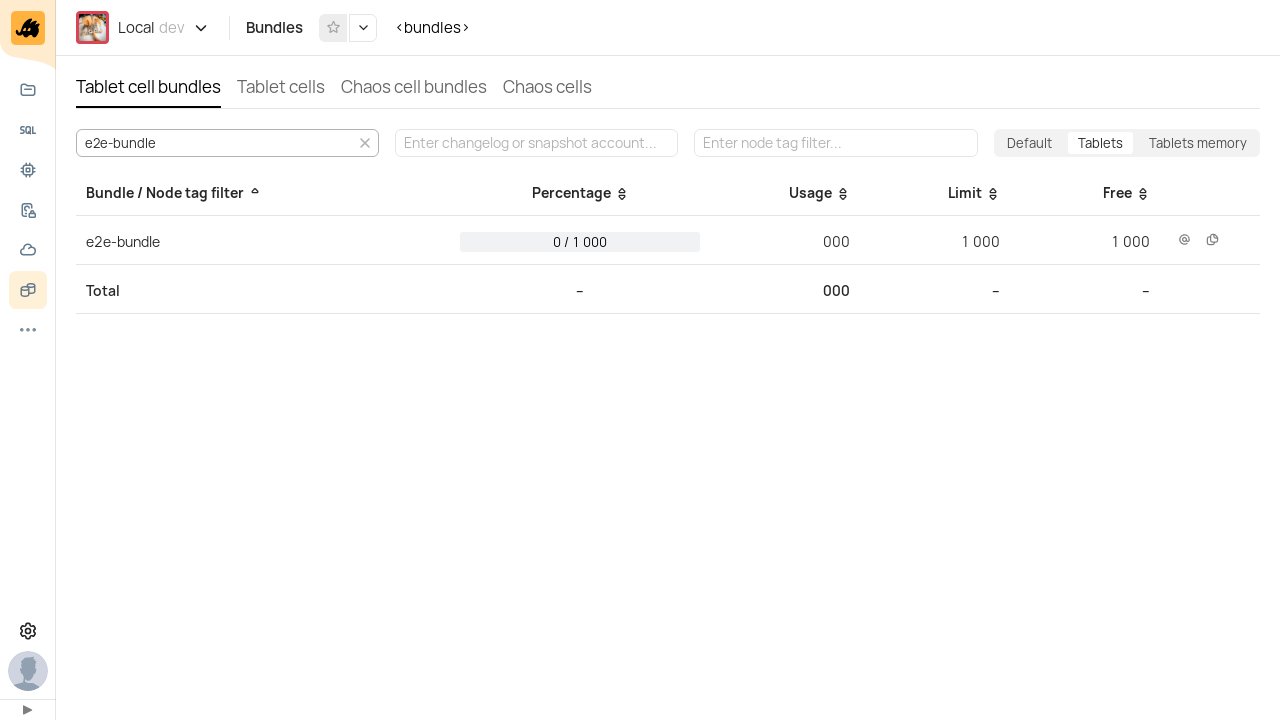 Local dev
Bundles
<bundles>
SQL
Tablet cell bundles Tablet cells Chaos cell bundles Chaos cells
e2e-bundle Enter changelog or snapshot account... Enter node tag filter... Default Tablets Tablets memory
Bundle / Node tag filter Percentage Usage Limit Free
e2e-bundle 0 / 1 000 000 1 000 1 000
Total – 000 – –